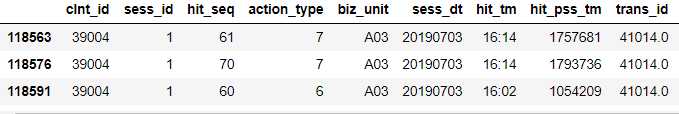 clnt_id sess_id hit_seq action_type biz_unit sess_dt hit_tm hit_pss_tm trans_id
118563 39004 1 61 7 A03 20190703 16:14 1757681 41014.0
118576 39004 1 70 7 A03 20190703 16:14 1793736 41014.0
118591 39004 1 60 6 A03 20190703 16:02 1054209 41014.0